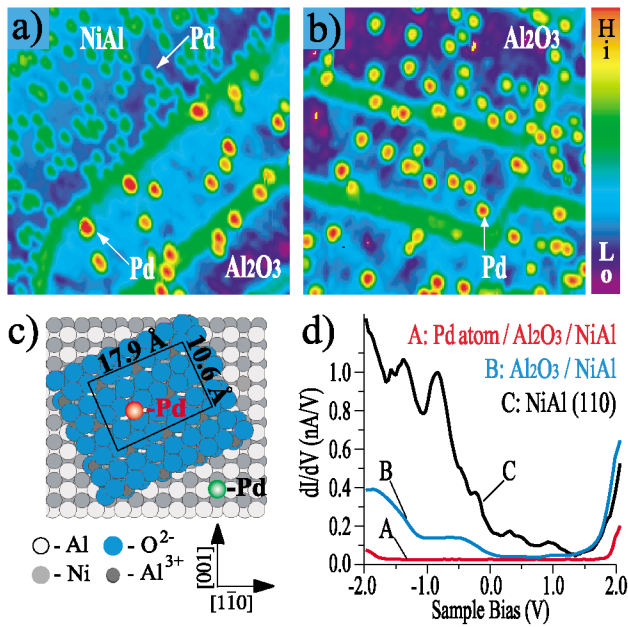 a)
NiAl
Pd
Pd
Al2O3
b)
Al2O3
Pd
Hi
Lo
c)
17.9 Å
10.6 Å
-Pd
-Pd
- Al
- O²⁻
- Ni
- Al³⁺
[001]
[11̄0]
d)
A: Pd atom / Al2O3 / NiAl
B: Al2O3 / NiAl
C: NiAl (110)
dI/dV (nA/V)
1.0
0.8
0.6
0.4
0.2
0.0
B
A
C
-2.0
-1.0
0.0
1.0
2.0
Sample Bias (V)